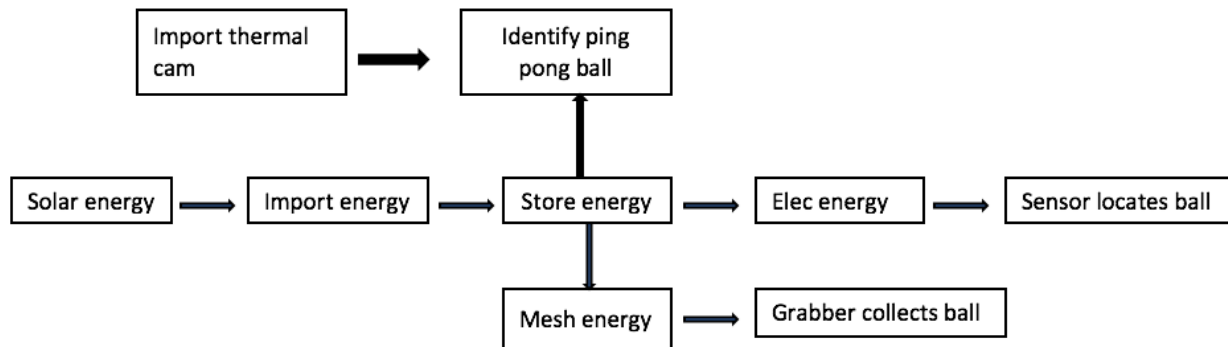 Import thermal
cam
Identify ping
pong ball
Solar energy
Import energy
Store energy
Elec energy
Sensor locates ball
Mesh energy
Grabber collects ball